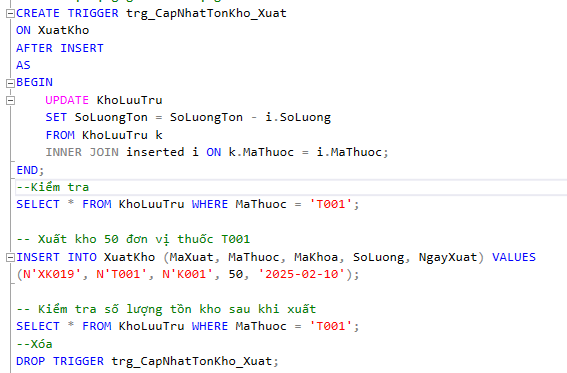 CREATE TRIGGER trg_CapNhatTonKho_Xuat
ON XuatKho
AFTER INSERT
AS
BEGIN
    UPDATE KhoLuuTru
    SET SoLuongTon = SoLuongTon - i.SoLuong
    FROM KhoLuuTru k
    INNER JOIN inserted i ON k.MaThuoc = i.MaThuoc;
END;
--Kiểm tra
SELECT * FROM KhoLuuTru WHERE MaThuoc = 'T001';

-- Xuất kho 50 đơn vị thuốc T001
INSERT INTO XuatKho (MaXuat, MaThuoc, MaKhoa, SoLuong, NgayXuat) VALUES
(N'XK019', N'T001', N'K001', 50, '2025-02-10');

-- Kiểm tra số lượng tồn kho sau khi xuất
SELECT * FROM KhoLuuTru WHERE MaThuoc = 'T001';
--Xóa
DROP TRIGGER trg_CapNhatTonKho_Xuat;